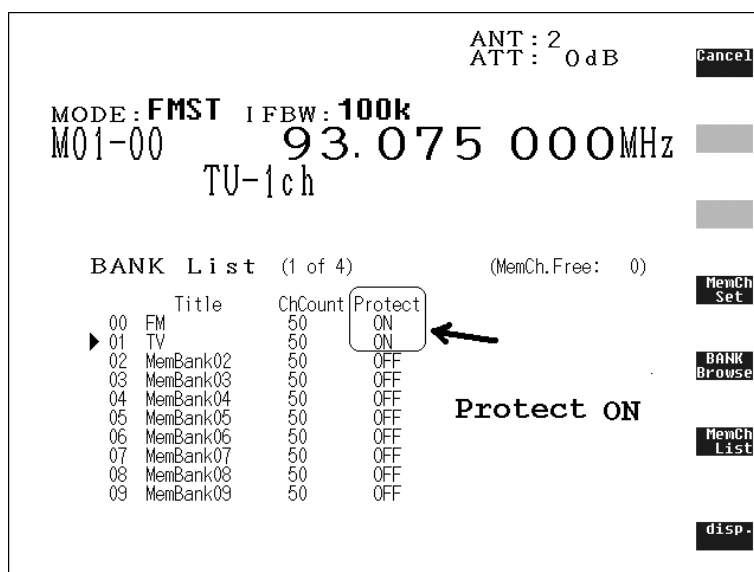 ANT:2
ATT: 0dB
Cancel
MODE:FMST IFBW:100k
M01-00 93.075 000MHz
TU-1ch
BANK List (1 of 4) (MemCh.Free: 0)
MemCh
Set
Title ChCount Protect
00 FM 50 ON
▶ 01 TV 50 ON
02 MemBank02 50 OFF
03 MemBank03 50 OFF
04 MemBank04 50 OFF
05 MemBank05 50 OFF
06 MemBank06 50 OFF
07 MemBank07 50 OFF
08 MemBank08 50 OFF
09 MemBank09 50 OFF
Protect ON
BANK
Browse
MemCh
List
disp.